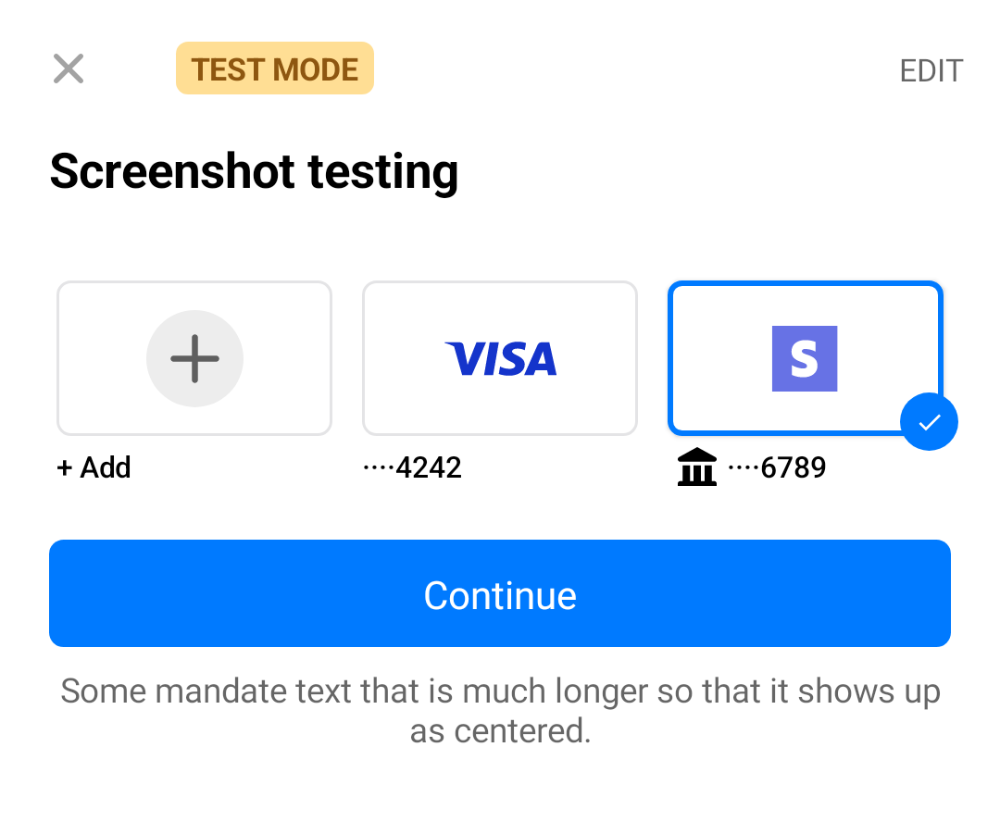 TEST MODE
EDIT
Screenshot testing
VISA
S
+ Add
····4242
····6789
Continue
Some mandate text that is much longer so that it shows up
as centered.